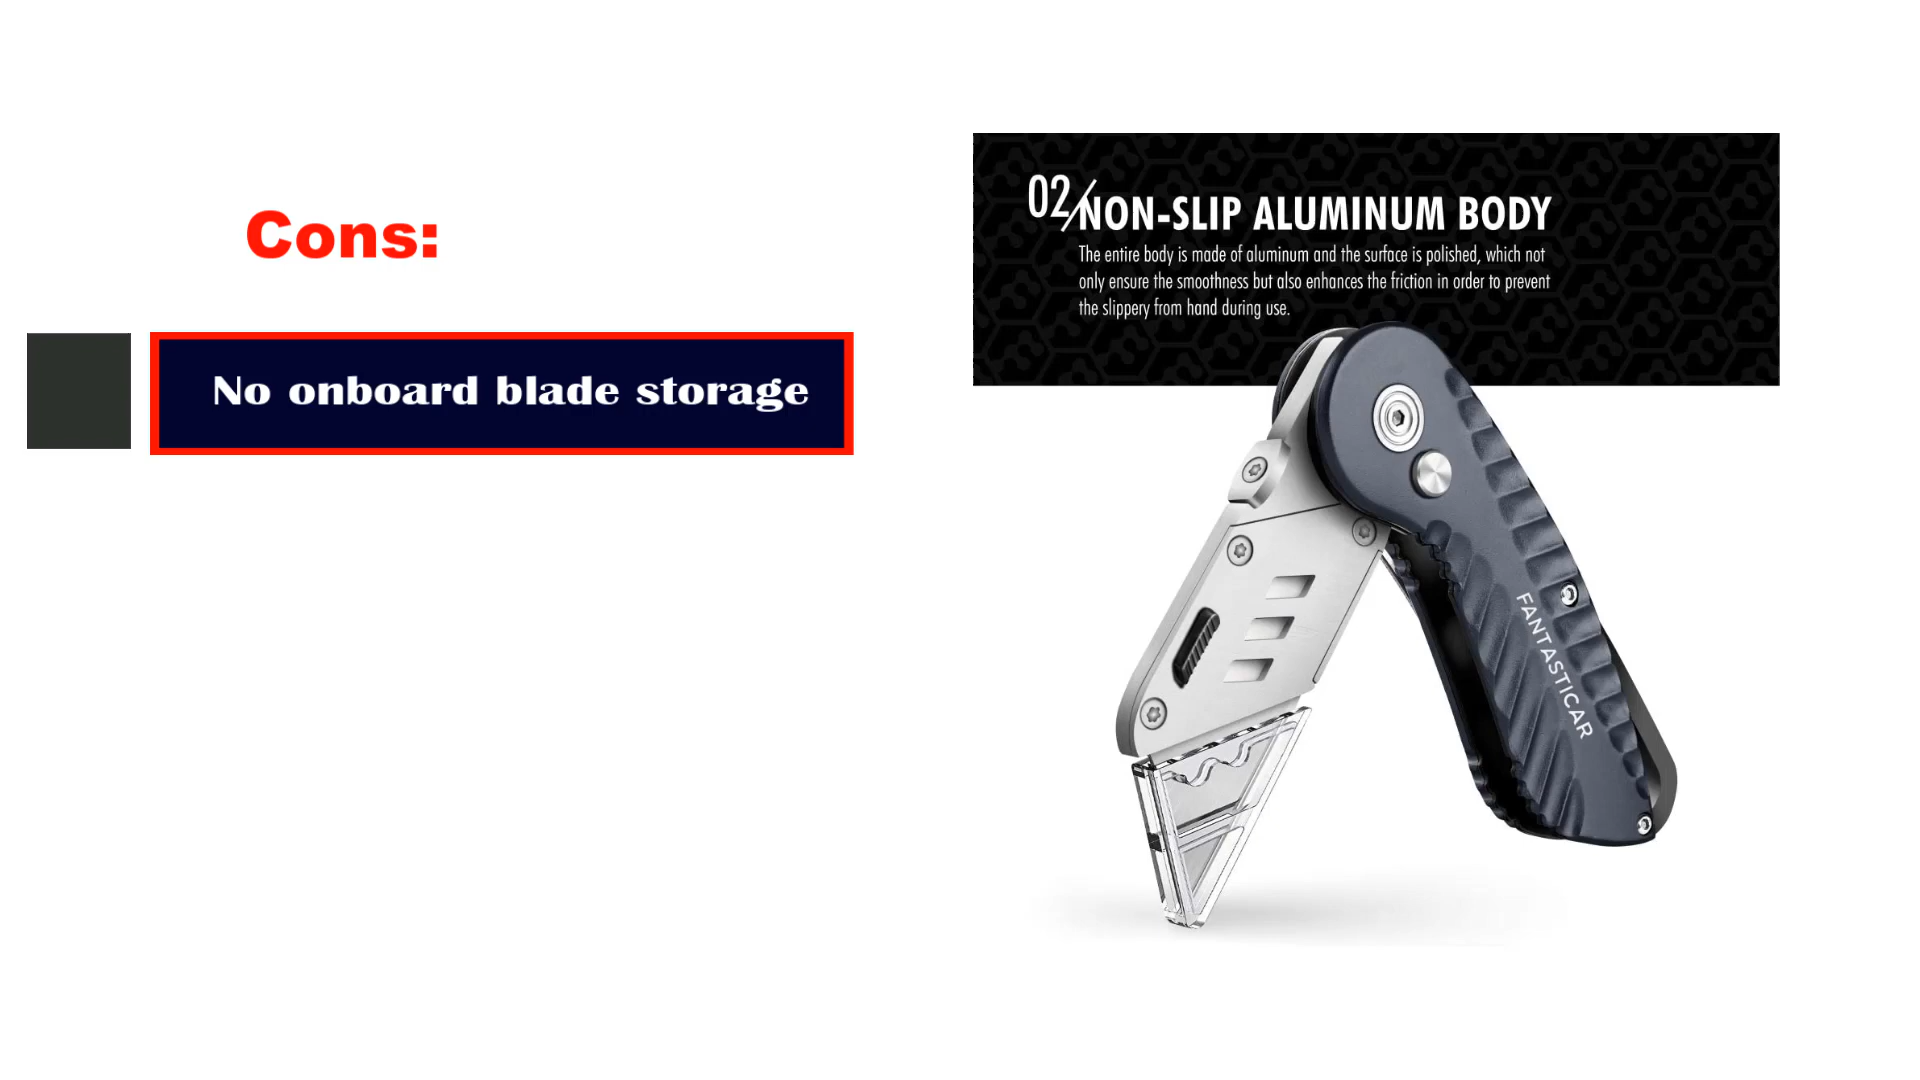 Cons:
No onboard blade storage
02/NON-SLIP ALUMINUM BODY
The entire body is made of aluminum and the surface is polished, which not
only ensure the smoothness but also enhances the friction in order to prevent
the slippery from hand during use.
FANTASTICAR